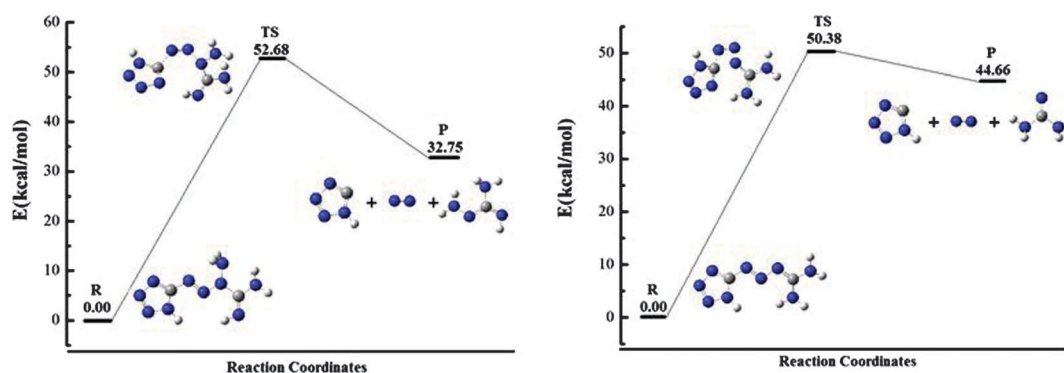 60
50
40
30
20
10
0
E(kcal/mol)
TS
52.68
P
32.75
+ +
R
0.00
Reaction Coordinates
50
40
30
20
10
0
E(kcal/mol)
TS
50.38
P
44.66
+ +
R
0.00
Reaction Coordinates